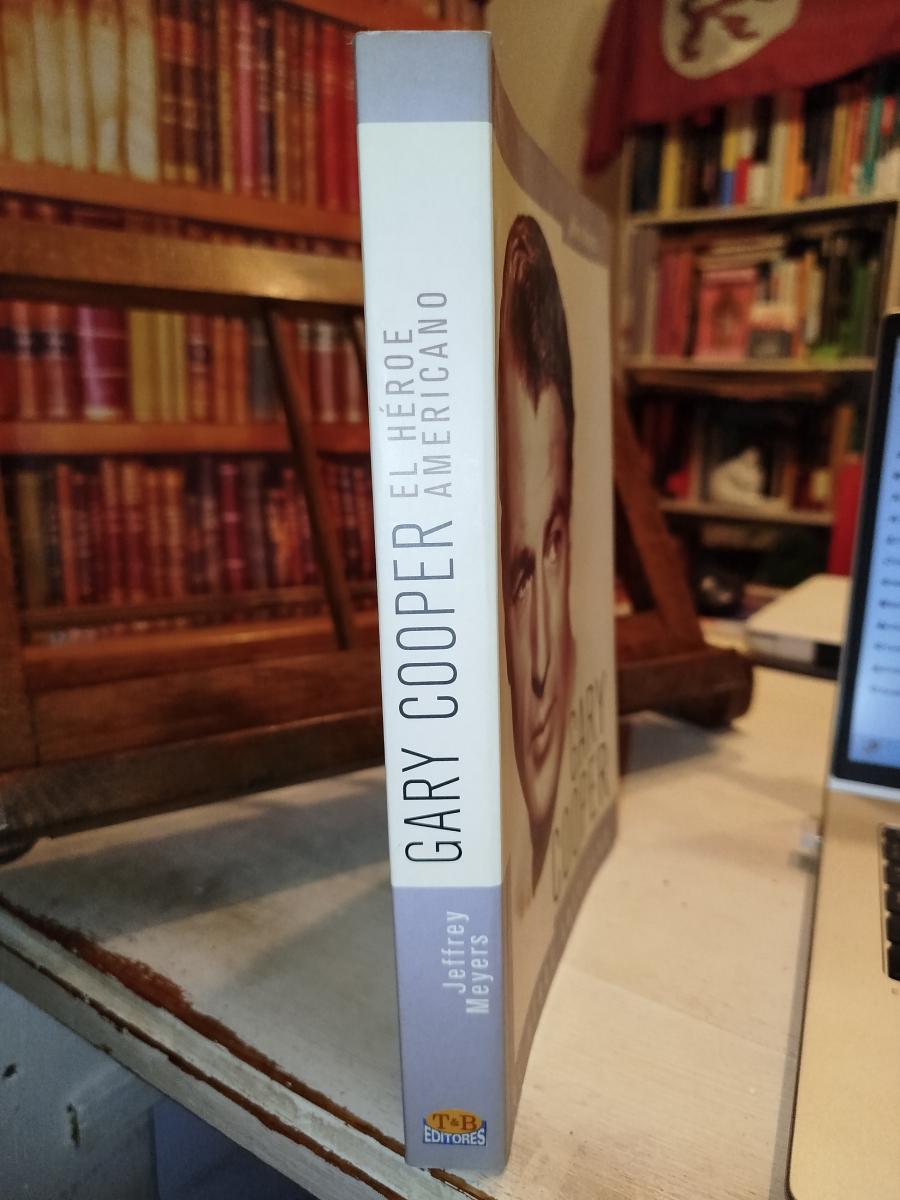 GARY COOPER
EL HÉROE
AMERICANO
Jeffrey
Meyers
T&B
EDITORES
GARY
COOPER